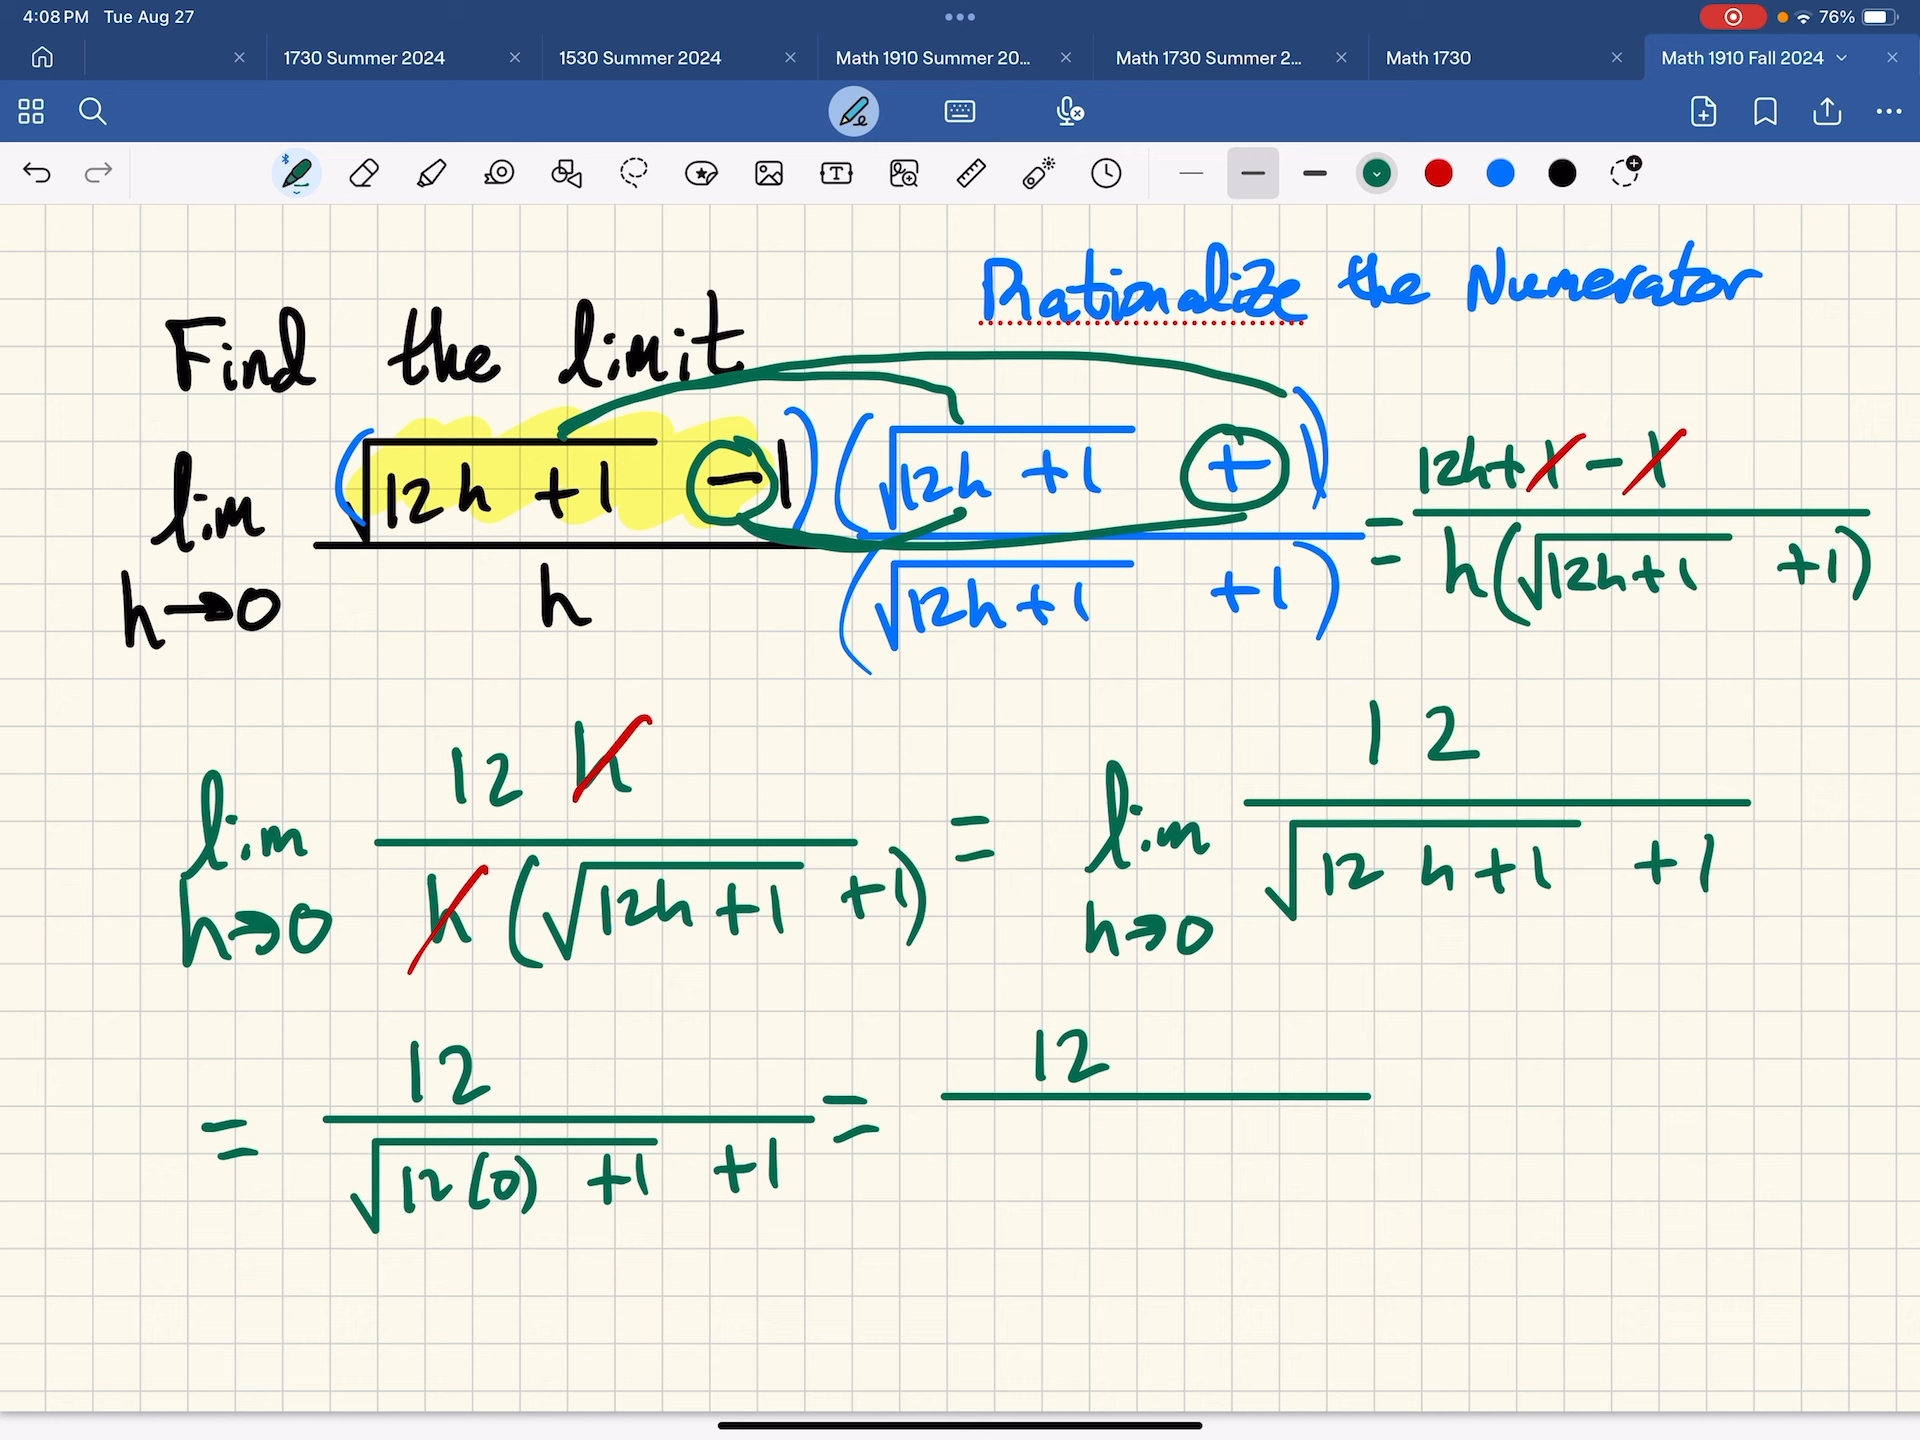 4:08 PM Tue Aug 27 76%
1730 Summer 2024 1530 Summer 2024 Math 1910 Summer 20... Math 1730 Summer 2... Math 1730 Math 1910 Fall 2024
Rationalize the Numerator
Find the limit
lim h→0 (√(12h + 1) − 1)/h · (√(12h + 1) + 1)/(√(12h + 1) + 1) = (12h + 1 − 1)/(h(√(12h + 1) + 1))
lim h→0 12h/(h(√(12h + 1) + 1)) = lim h→0 12/(√(12h + 1) + 1)
= 12/(√(12(0) + 1) + 1) = 12